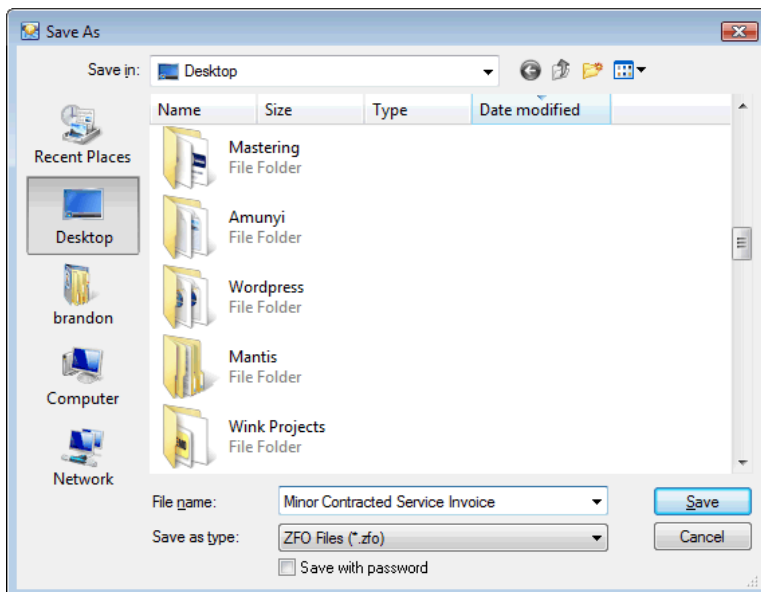 Save As
Save in: Desktop
Name Size Type Date modified
Recent Places
Desktop
brandon
Computer
Network
Mastering
File Folder
Amunyi
File Folder
Wordpress
File Folder
Mantis
File Folder
Wink Projects
File Folder
File name: Minor Contracted Service Invoice Save
Save as type: ZFO Files (*.zfo) Cancel
Save with password